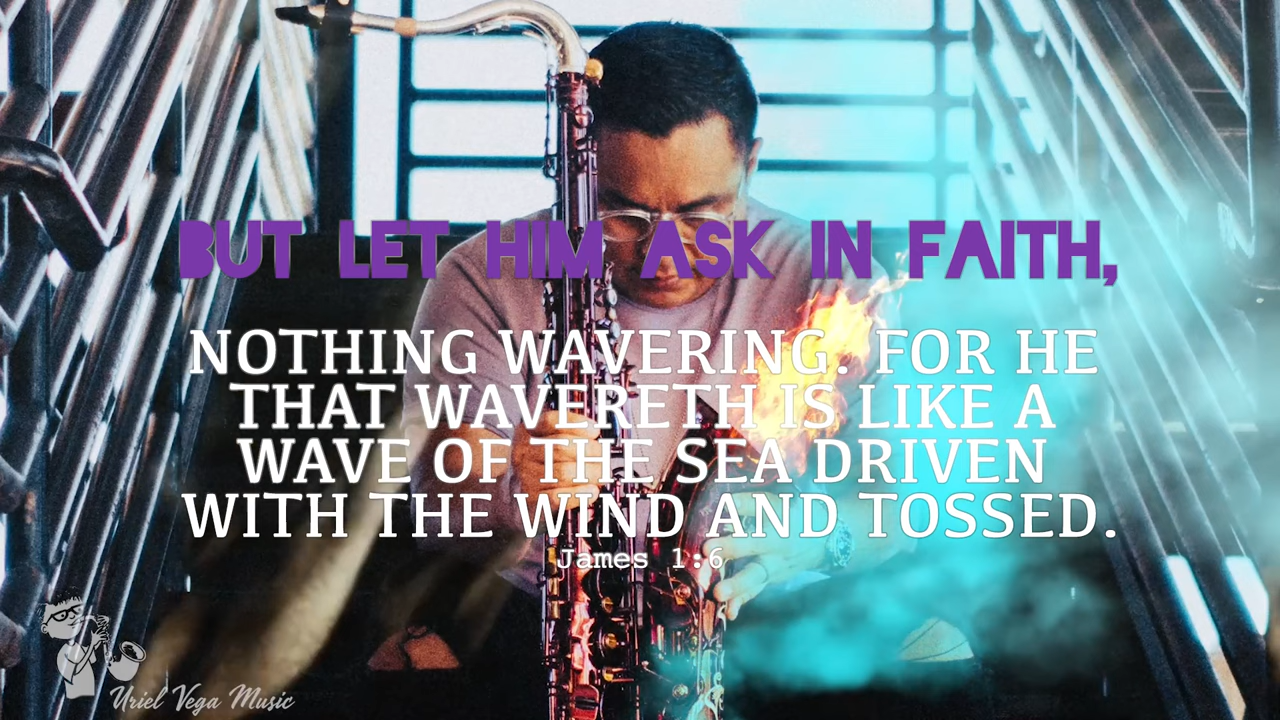 BUT LET HIM ASK IN FAITH,
NOTHING WAVERING. FOR HE
THAT WAVERETH IS LIKE A
WAVE OF THE SEA DRIVEN
WITH THE WIND AND TOSSED.
James 1:6
Uriel Vega Music